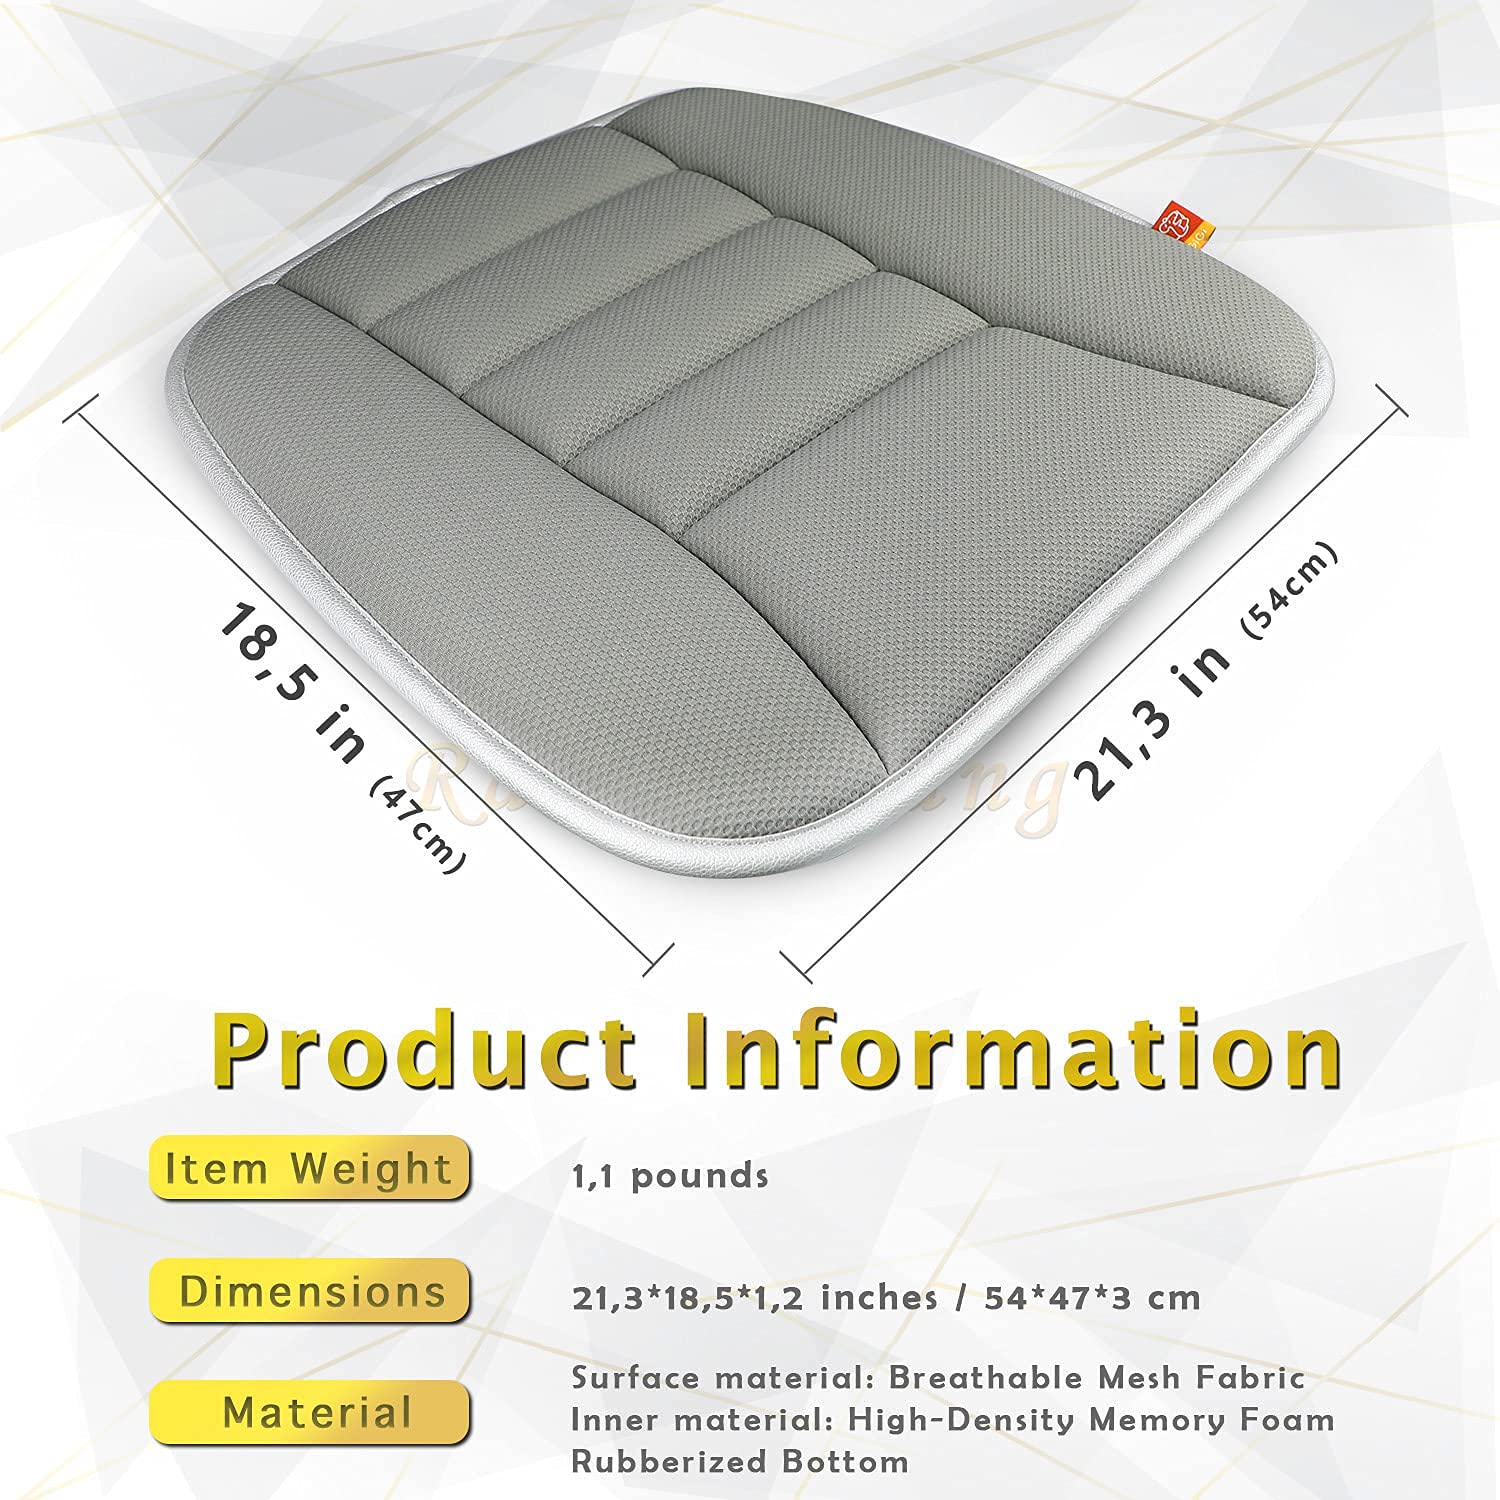 18,5 in (47cm)
21,3 in (54cm)
Product Information
Item Weight
1,1 pounds
Dimensions
21,3*18,5*1,2 inches / 54*47*3 cm
Material
Surface material: Breathable Mesh Fabric
Inner material: High-Density Memory Foam
Rubberized Bottom